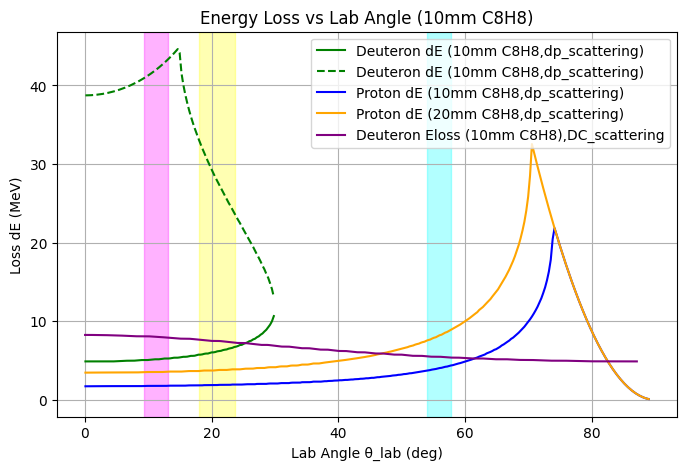 Energy Loss vs Lab Angle (10mm C8H8)
Deuteron dE (10mm C8H8,dp_scattering)
Deuteron dE (10mm C8H8,dp_scattering)
Proton dE (10mm C8H8,dp_scattering)
Proton dE (20mm C8H8,dp_scattering)
Deuteron Eloss (10mm C8H8),DC_scattering
Loss dE (MeV)
40
30
20
10
0
0 20 40 60 80
Lab Angle θ_lab (deg)